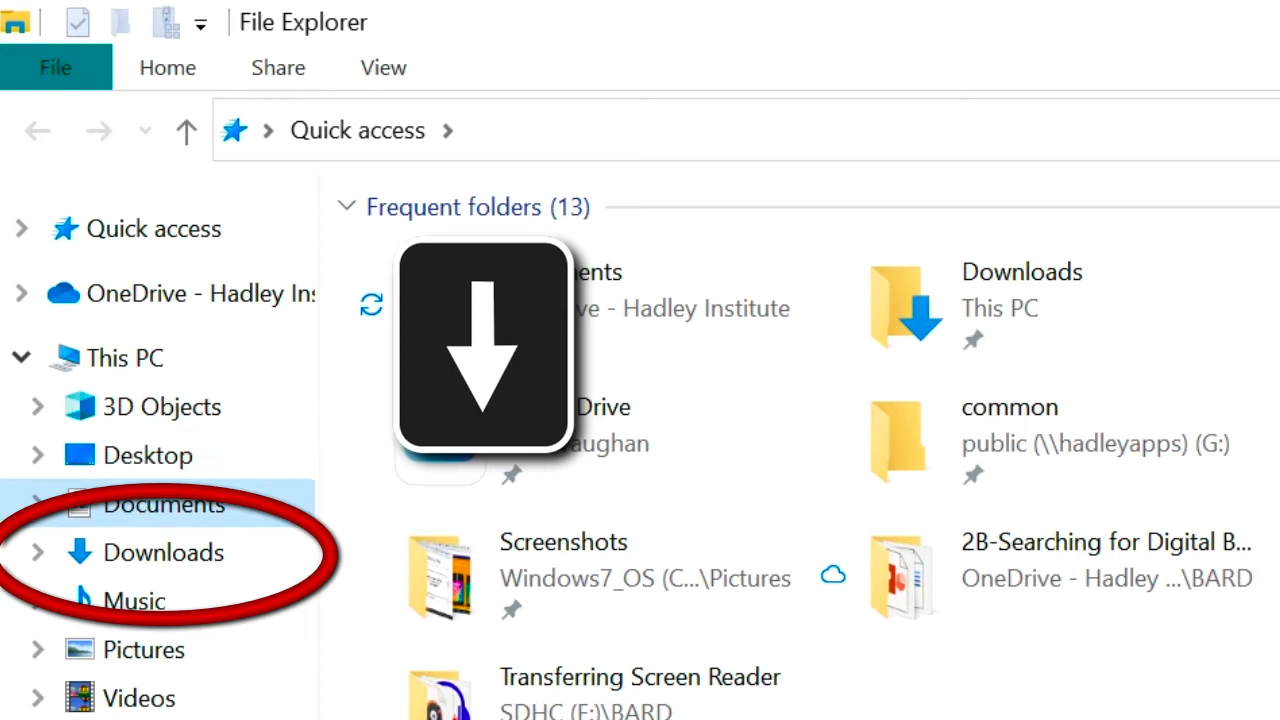 File Explorer
File
Home
Share
View
Quick access
Quick access
OneDrive - Hadley Ins
This PC
3D Objects
Desktop
Documents
Downloads
Music
Pictures
Videos
Frequent folders (13)
- Hadley Institute
Downloads
This PC
Drive
common
public (\\hadleyapps) (G:)
Screenshots
Windows7_OS (C...\Pictures
2B-Searching for Digital B...
OneDrive - Hadley ...\BARD
Transferring Screen Reader
SDHC (F:)\BARD